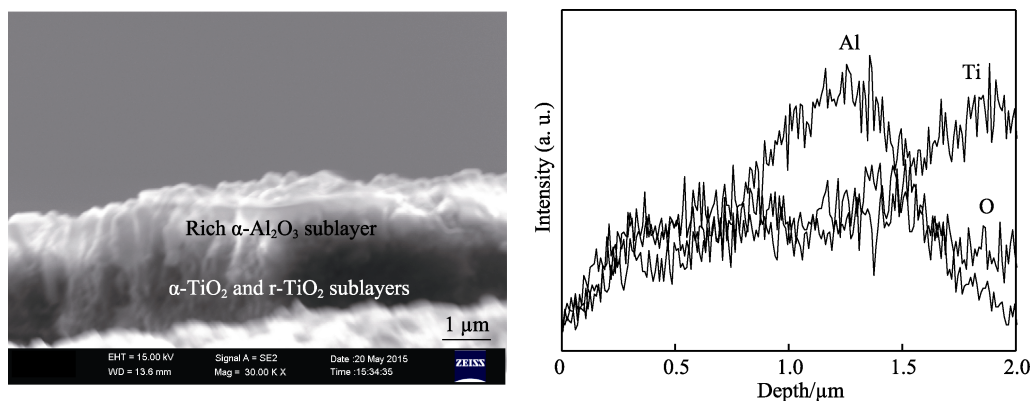 Rich α-Al₂O₃ sublayer
α-TiO₂ and r-TiO₂ sublayers
1 μm
EHT = 15.00 kV
WD = 13.6 mm
Signal A = SE2
Mag = 30.00 K X
Date :20 May 2015
Time :15:34:35
ZEISS
Al
Ti
O
Intensity (a. u.)
0 0.5 1.0 1.5 2.0
Depth/μm